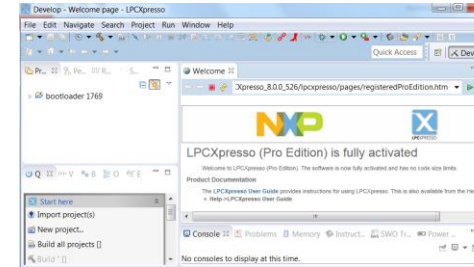 Develop - Welcome page - LPCXpresso
File Edit Navigate Search Project Run Window Help
Quick Access
Dev
Pr...
Pe...
Welcome
Xpresso_8.0.0_526/lpcxpresso/pages/registeredProEdition.htm
bootloader 1769
NXP
LPCXPRESSO
LPCXpresso (Pro Edition) is fully activated
Welcome to LPCXpresso (Pro Edition). The software is now fully activated and has no code size limits.
Product Documentation
The LPCXpresso User Guide provides instructions for using LPCXpresso. This is also available from the He
Help->LPCXpresso User Guide
Start here
Import project(s)
New project...
Build all projects []
Build '' []
Console
Problems
Memory
Instruct...
SWO Tr...
Power ...
No consoles to display at this time.